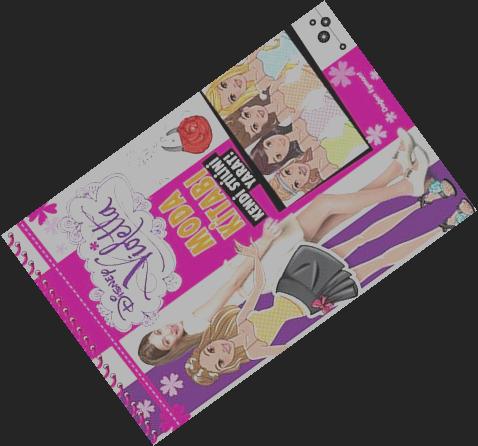 DISNEY
Violetta
MODA
KİTABI
KENDİ STİLİNİ
YARAT!